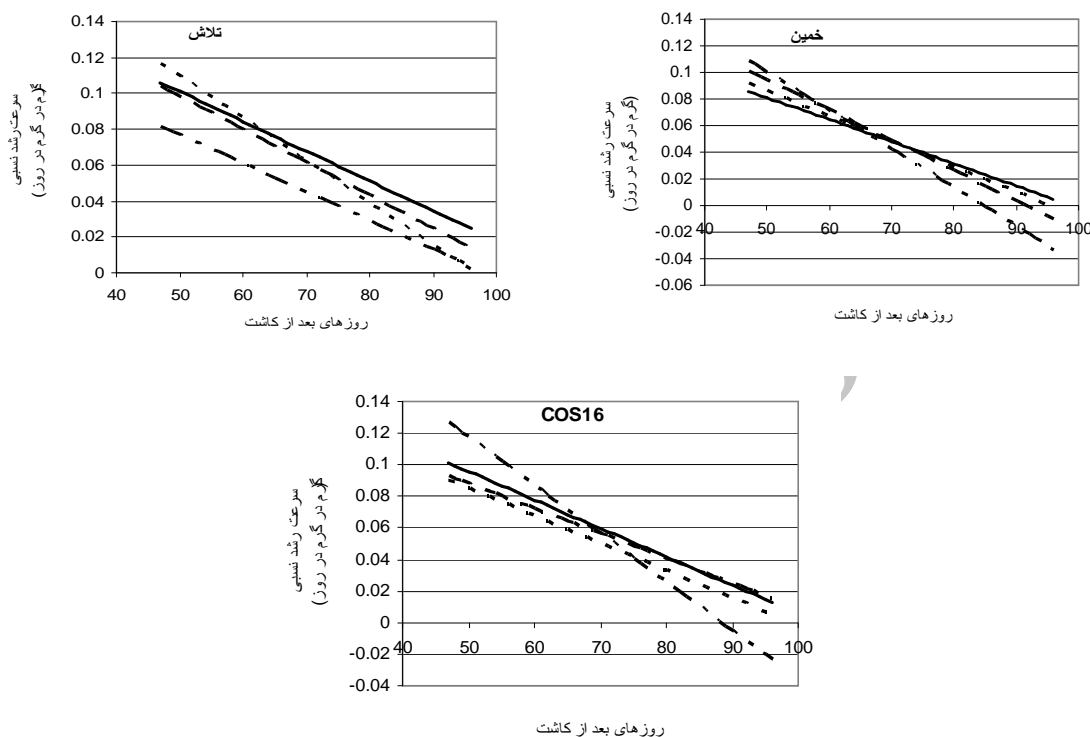 تلاش
0.14
0.12
0.1
0.08
0.06
0.04
0.02
0
40 50 60 70 80 90 100
سرعت رشد نسبی
(گرم در گرم در روز)
روزهای بعد از کاشت
خمین
0.14
0.12
0.1
0.08
0.06
0.04
0.02
0
-0.02
-0.04
-0.06
40 50 60 70 80 90 100
سرعت رشد نسبی
(گرم در گرم در روز)
روزهای بعد از کاشت
COS16
0.14
0.12
0.1
0.08
0.06
0.04
0.02
0
-0.02
-0.04
40 50 60 70 80 90 100
سرعت رشد نسبی
(گرم در گرم در روز)
روزهای بعد از کاشت